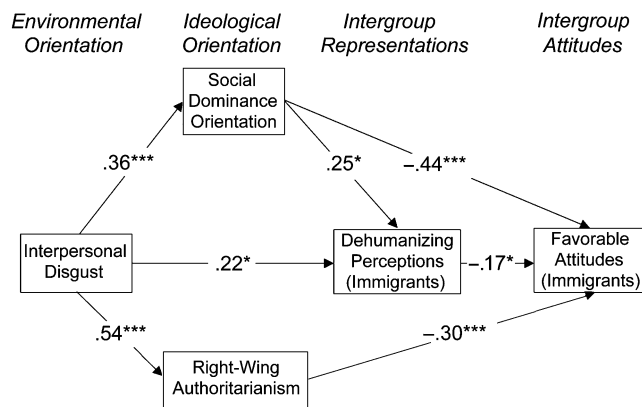 Environmental Orientation
Ideological Orientation
Intergroup Representations
Intergroup Attitudes
Social
Dominance
Orientation
.36***
.25*
–.44***
Interpersonal
Disgust
.22*
Dehumanizing
Perceptions
(Immigrants)
–.17*
Favorable
Attitudes
(Immigrants)
.54***
–.30***
Right-Wing
Authoritarianism